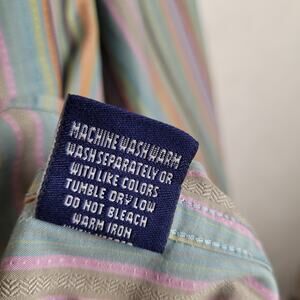 MACHINE WASH WARM
WASH SEPARATELY OR
WITH LIKE COLORS
TUMBLE DRY LOW
DO NOT BLEACH
WARM IRON